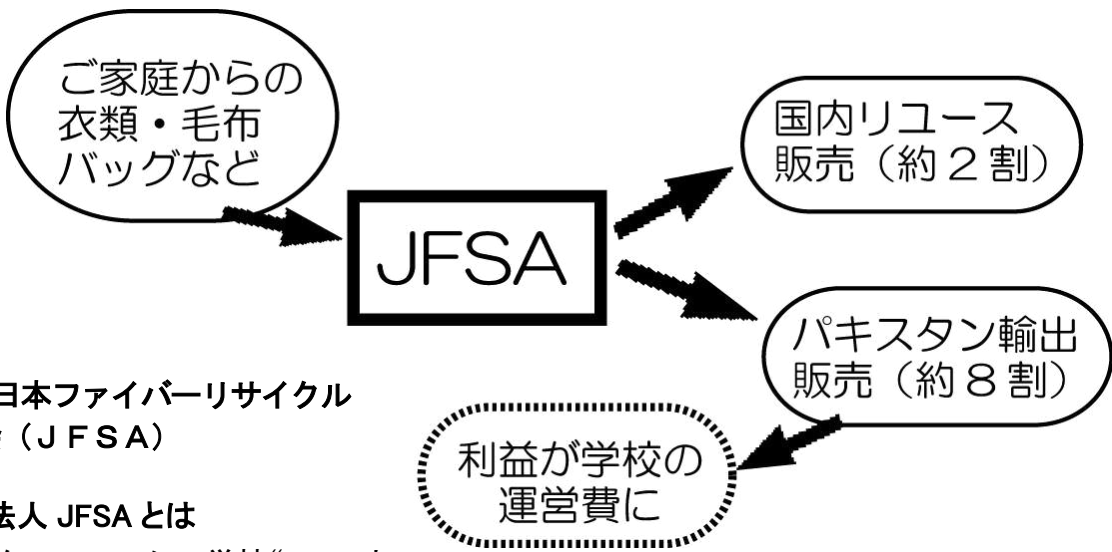 ご家庭からの
衣類・毛布
バッグなど
JFSA
国内リユース
販売（約２割）
パキスタン輸出
販売（約８割）
利益が学校の
運営費に
日本ファイバーリサイクル
（ＪＦＳＡ）
法人 JFSA とは